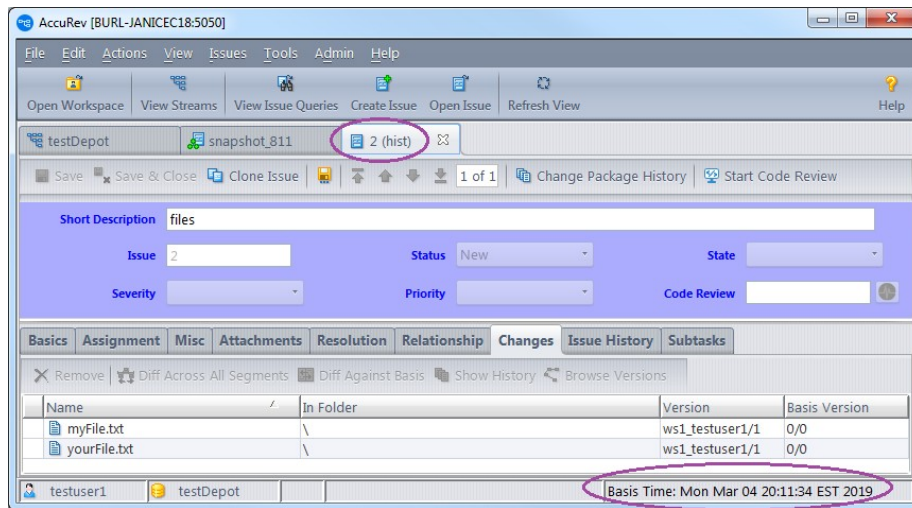 AccuRev [BURL-JANICEC18:5050]
File Edit Actions View Issues Tools Admin Help
Open Workspace View Streams View Issue Queries Create Issue Open Issue Refresh View Help
testDepot snapshot_811 2 (hist)
Save Save & Close Clone Issue 1 of 1 Change Package History Start Code Review
Short Description files
Issue 2 Status New State
Severity Priority Code Review
Basics Assignment Misc Attachments Resolution Relationship Changes Issue History Subtasks
Remove Diff Across All Segments Diff Against Basis Show History Browse Versions
Name In Folder Version Basis Version
myFile.txt \ ws1_testuser1/1 0/0
yourFile.txt \ ws1_testuser1/1 0/0
testuser1 testDepot Basis Time: Mon Mar 04 20:11:34 EST 2019